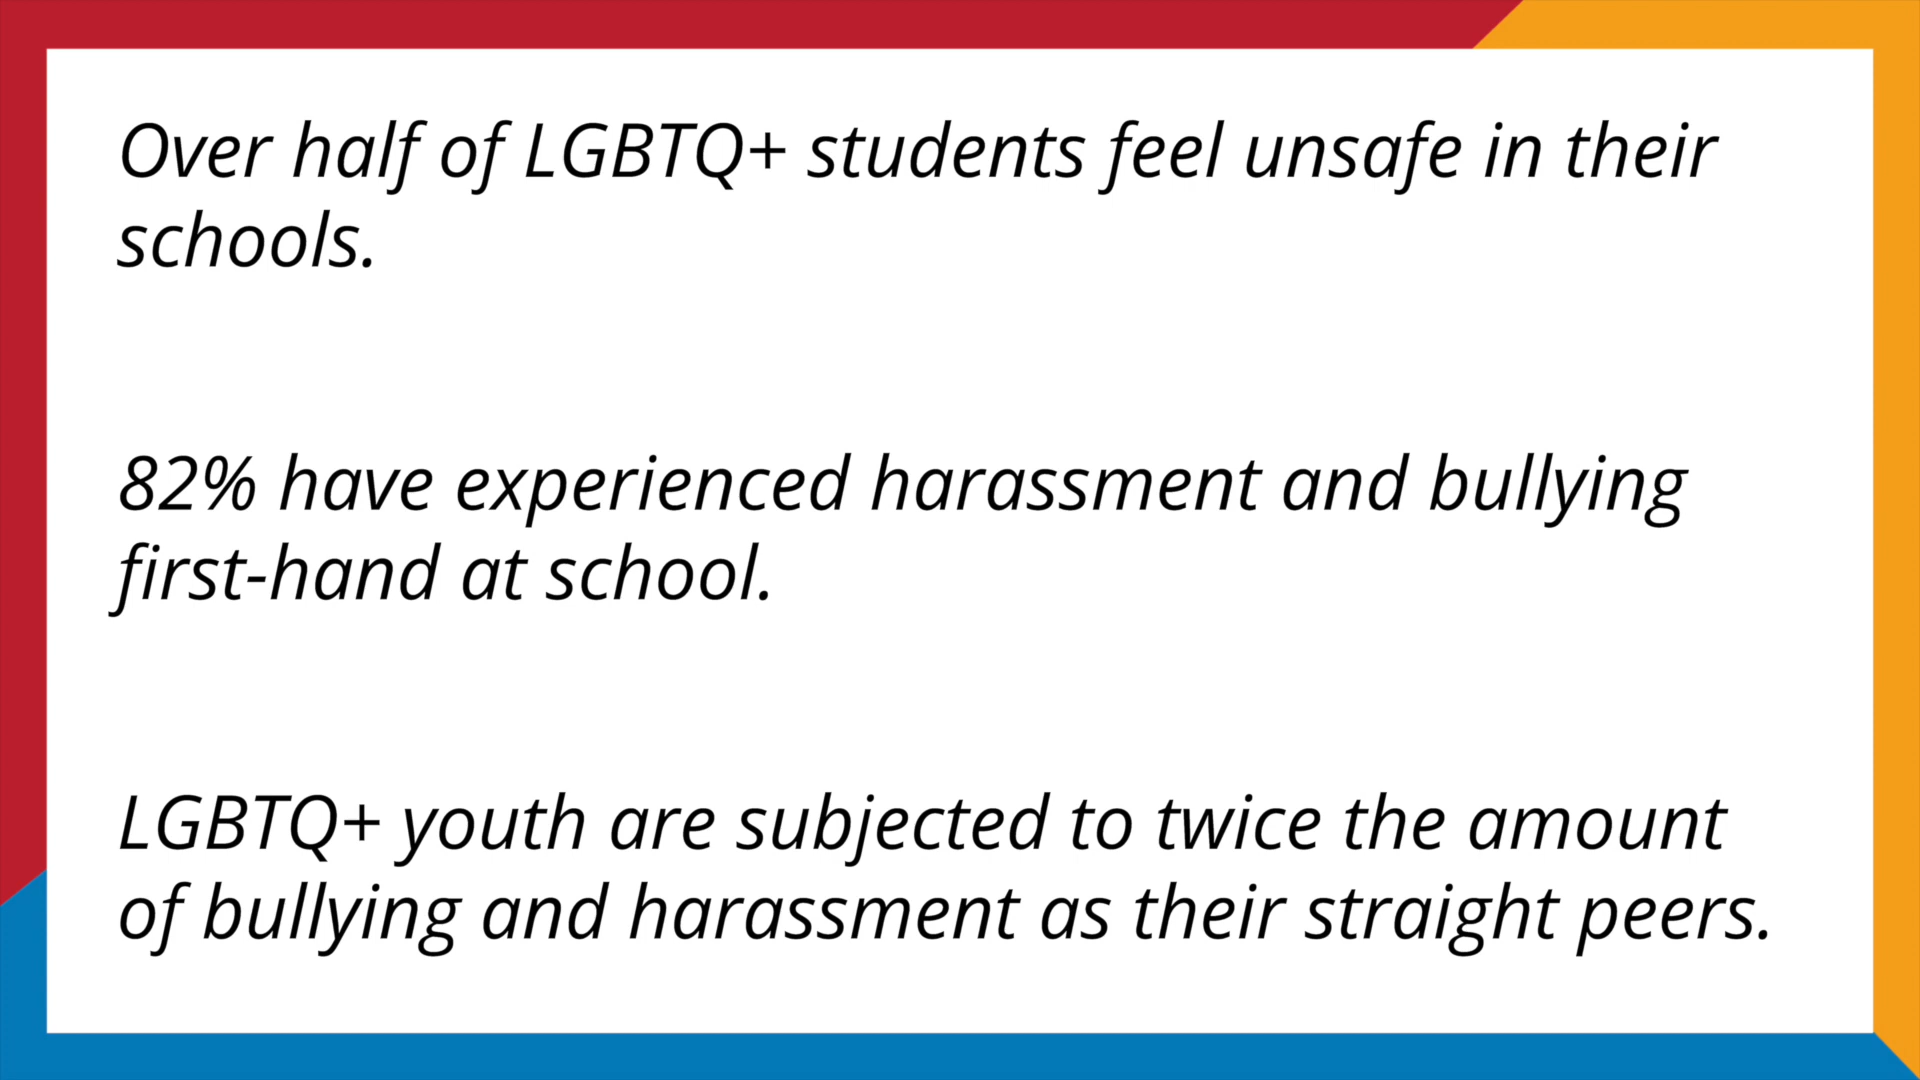 Over half of LGBTQ+ students feel unsafe in their
schools.
82% have experienced harassment and bullying
first-hand at school.
LGBTQ+ youth are subjected to twice the amount
of bullying and harassment as their straight peers.